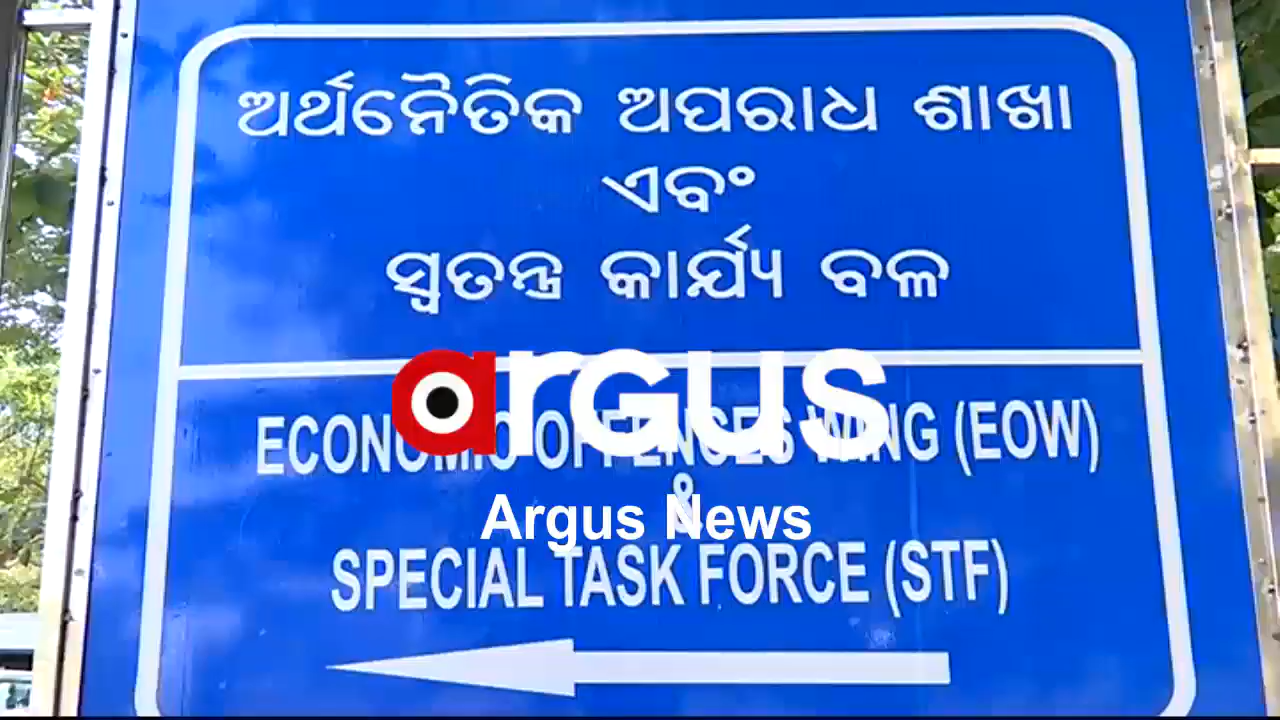 ଅର୍ଥନୈତିକ ଅପରାଧ ଶାଖା
ଏବଂ
ସ୍ୱତନ୍ତ୍ର କାର୍ଯ୍ୟ ବଳ
argus
ECONOMIC OFFENCES WING (EOW)
&
Argus News
SPECIAL TASK FORCE (STF)